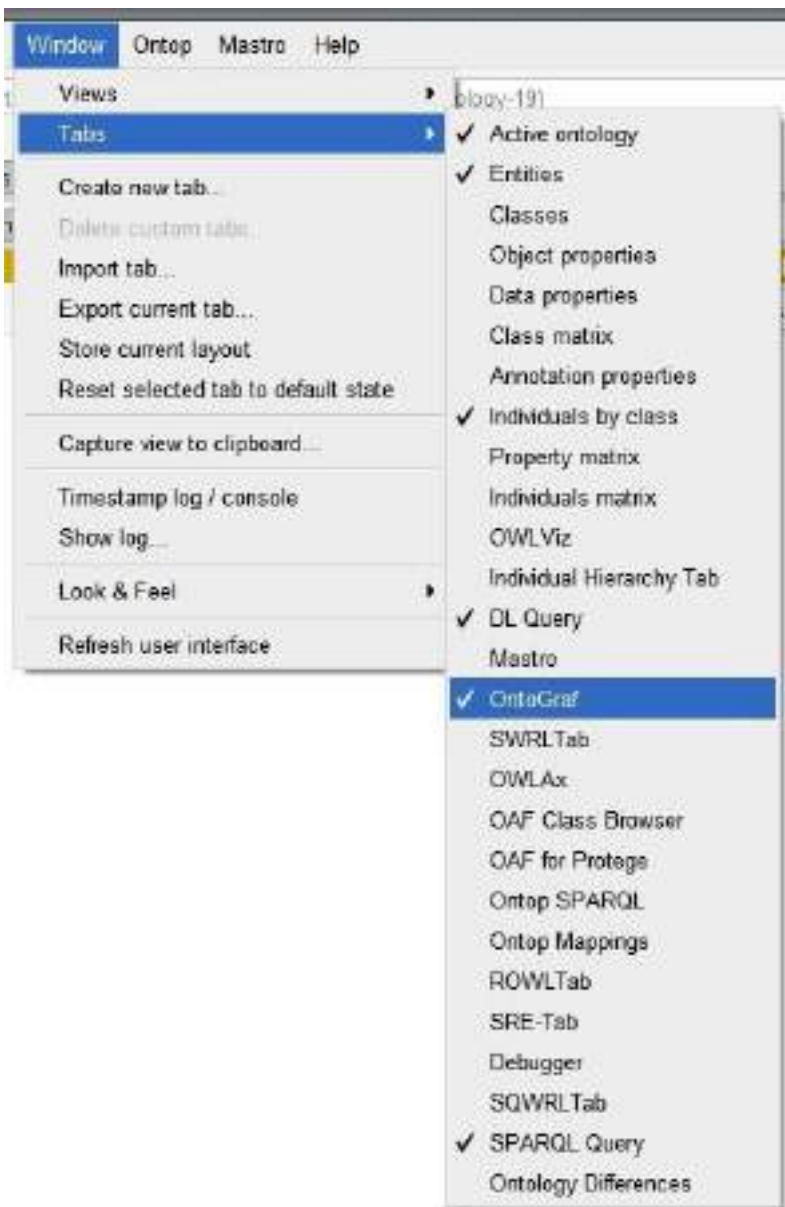 Window Ontop Mastro Help
Views
ology-19)
Tabs
Create new tab...
Delete custom tabs...
Import tab...
Export current tab...
Store current layout
Reset selected tab to default state
Capture view to clipboard...
Timestamp log / console
Show log...
Look & Feel
Refresh user interface
Active ontology
Entities
Classes
Object properties
Data properties
Class matrix
Annotation properties
Individuals by class
Property matrix
Individuals matrix
OWLViz
Individual Hierarchy Tab
DL Query
Mastro
OntoGraf
SWRLTab
OWLAx
OAF Class Browser
OAF for Protege
Ontop SPARQL
Ontop Mappings
ROWLTab
SRE-Tab
Debugger
SQWRLTab
SPARQL Query
Ontology Differences